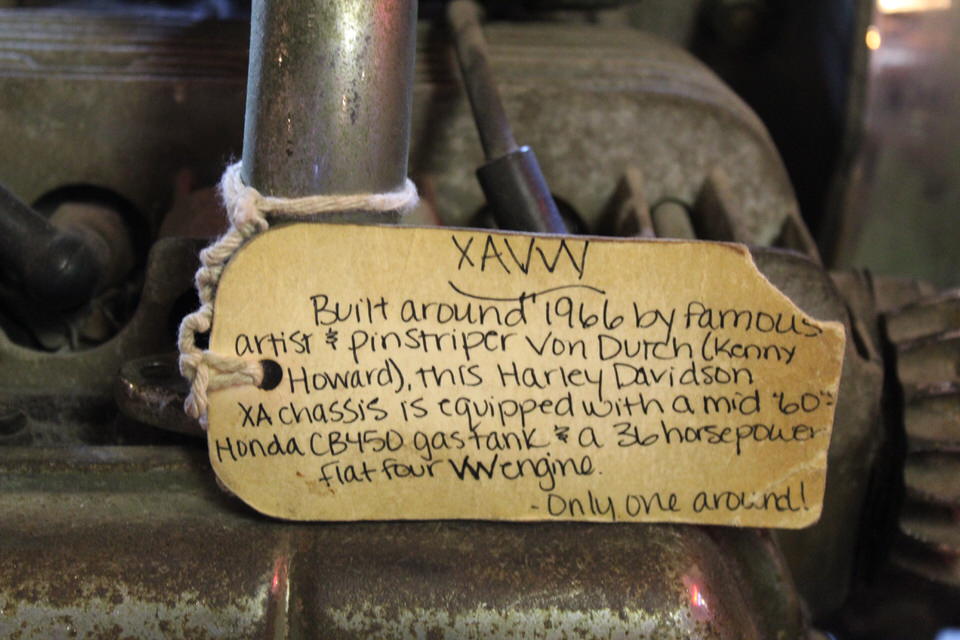 XAVW
Built around 1966 by famous
artist & pinstriper Von Dutch (Kenny
Howard), this Harley Davidson
XA chassis is equipped with a mid "60"s
Honda CB450 gas tank & a 36 horsepower
flat four VW engine.
- Only one around!